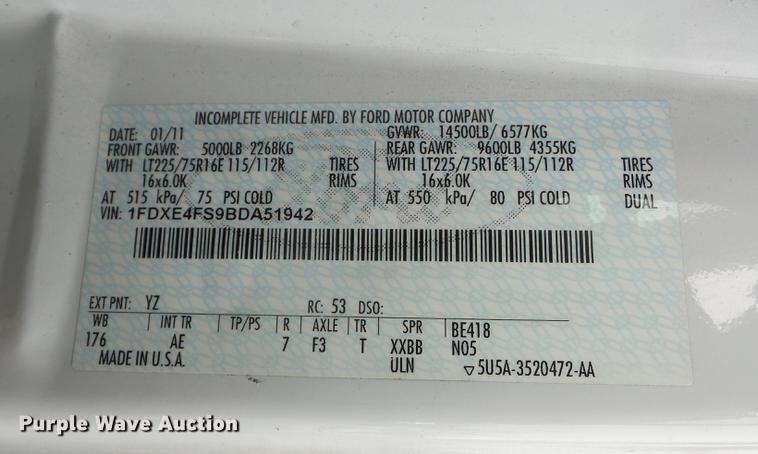 INCOMPLETE VEHICLE MFD. BY FORD MOTOR COMPANY
DATE: 01/11 GVWR: 14500LB/ 6577KG
FRONT GAWR: 5000LB 2268KG REAR GAWR: 9600LB 4355KG
WITH LT225/75R16E 115/112R TIRES WITH LT225/75R16E 115/112R TIRES
16x6.0K RIMS 16x6.0K RIMS
AT 515 kPa/ 75 PSI COLD AT 550 kPa/ 80 PSI COLD DUAL
VIN: 1FDXE4FS9BDA51942
EXT PNT: YZ RC: 53 DSO:
WB INT TR TP/PS R AXLE TR SPR BE418
176 AE 7 F3 T XXBB N05
MADE IN U.S.A. ULN ▽5U5A-3520472-AA
Purple Wave Auction